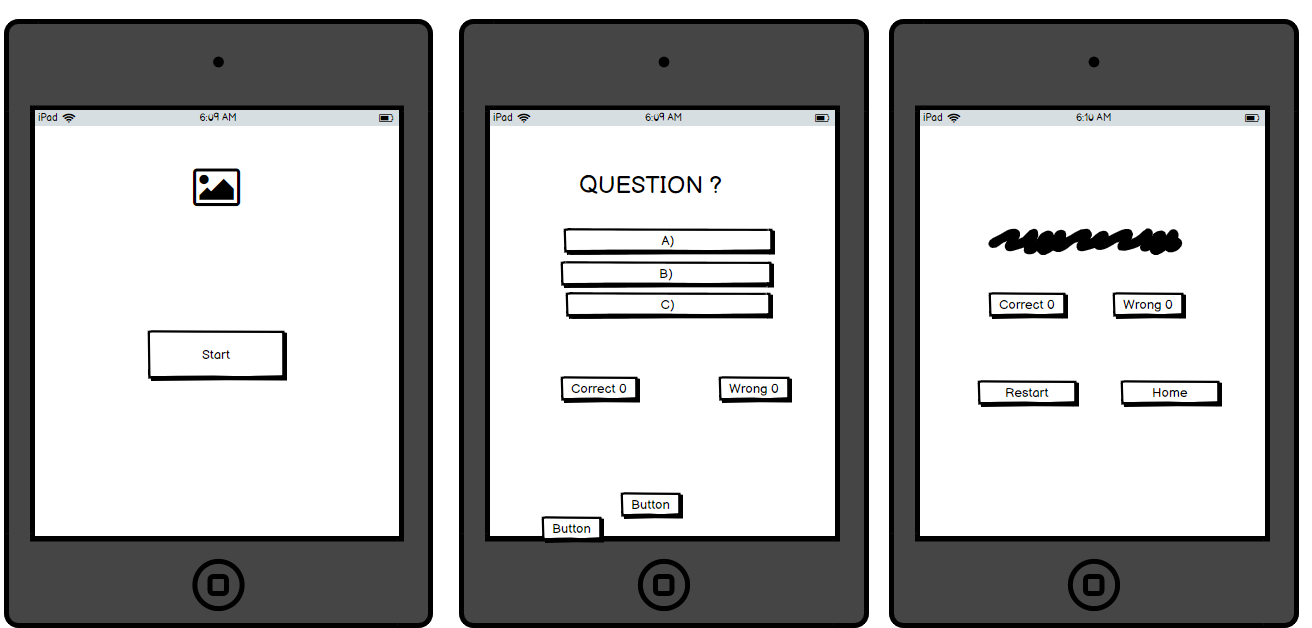 iPad 6:09 AM
Start
iPad 6:09 AM
QUESTION ?
A)
B)
C)
Correct 0 Wrong 0
Button
Button
iPad 6:10 AM
Correct 0 Wrong 0
Restart Home